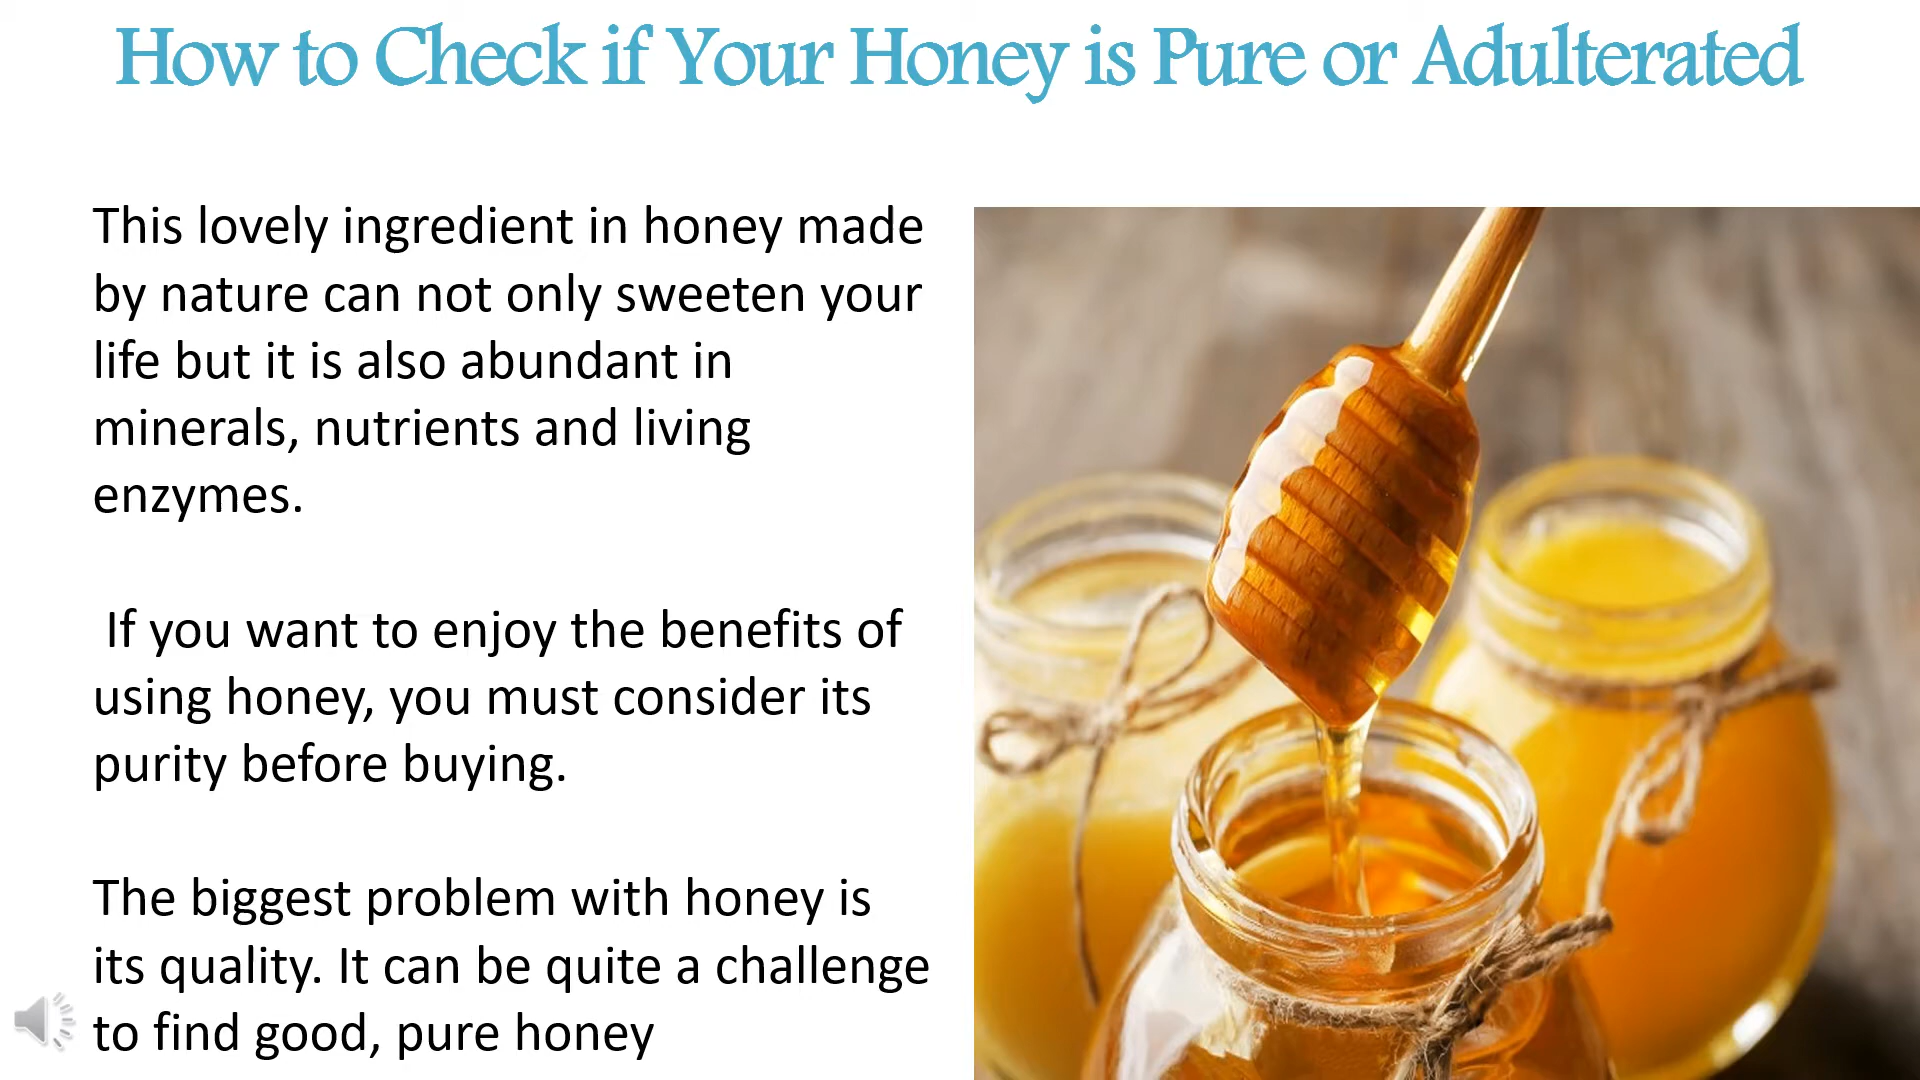 How to Check if Your Honey is Pure or Adulterated
This lovely ingredient in honey made
by nature can not only sweeten your
life but it is also abundant in
minerals, nutrients and living
enzymes.
If you want to enjoy the benefits of
using honey, you must consider its
purity before buying.
The biggest problem with honey is
its quality. It can be quite a challenge
to find good, pure honey